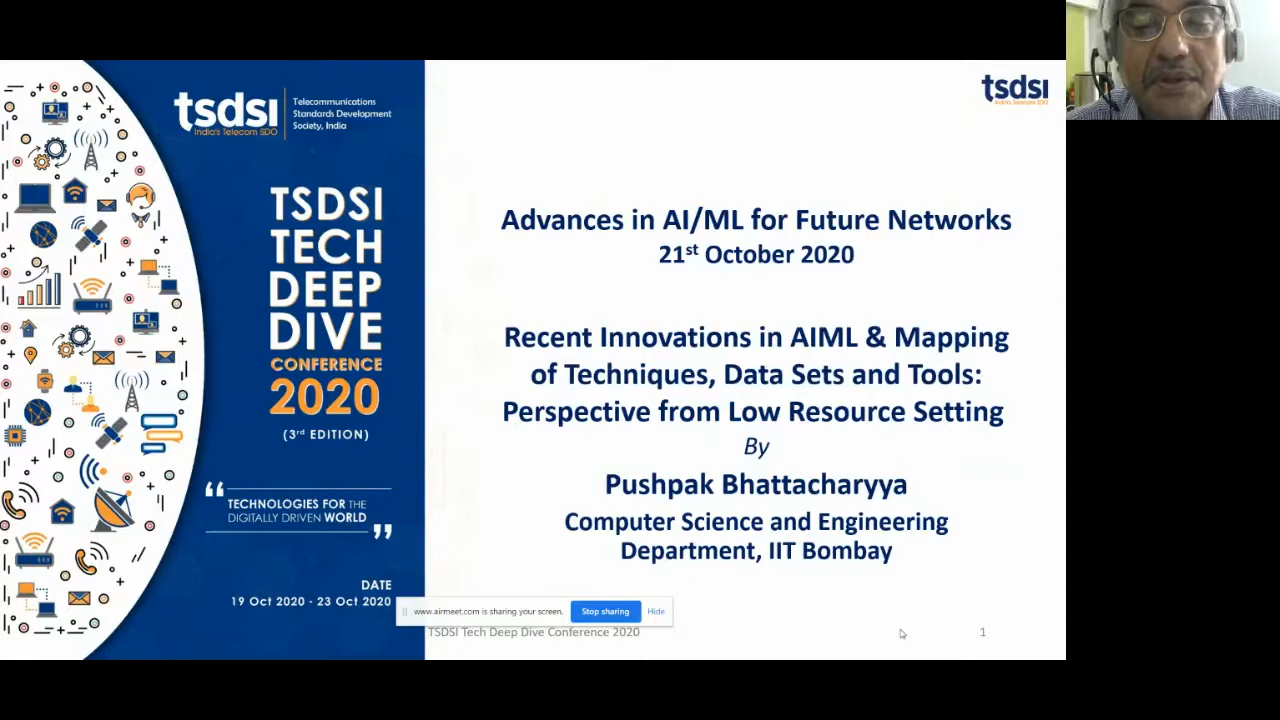 tsdsi
India's Telecom SDO
Telecommunications
Standards Development
Society, India
TSDSI
TECH
DEEP
DIVE
CONFERENCE
2020
(3rd EDITION)
“
TECHNOLOGIES FOR THE
DIGITALLY DRIVEN WORLD
”
DATE
19 Oct 2020 - 23 Oct 2020
tsdsi
India's Telecom SDO
Advances in AI/ML for Future Networks
21st October 2020
Recent Innovations in AIML & Mapping
of Techniques, Data Sets and Tools:
Perspective from Low Resource Setting
By
Pushpak Bhattacharyya
Computer Science and Engineering
Department, IIT Bombay
www.airmeet.com is sharing your screen. Stop sharing Hide
TSDSI Tech Deep Dive Conference 2020 1